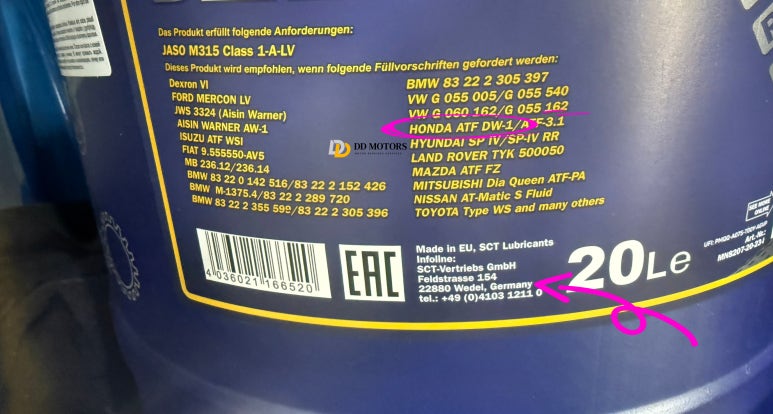 Das Produkt erfüllt folgende Anforderungen:
JASO M315 Class 1-A-LV
Dieses Produkt wird empfohlen, wenn folgende Füllvorschriften gefordert werden:
Dexron VI
FORD MERCON LV
JWS 3324 (Aisin Warner)
AISIN WARNER AW-1
ISUZU ATF WSI
FIAT 9.555550-AV5
MB 236.12/236.14
BMW 83 22 0 142 516/83 22 2 152 426
BMW M-1375.4/83 22 2 289 720
BMW 83 22 2 355 599/83 22 2 305 396
BMW 83 22 2 305 397
VW G 055 005/G 055 540
VW G 060 162/G 055 162
HONDA ATF DW-1/ATF-3.1
HYUNDAI SP IV/SP-IV RR
LAND ROVER TYK 500050
MAZDA ATF FZ
MITSUBISHI Dia Queen ATF-PA
NISSAN AT-Matic S Fluid
TOYOTA Type WS and many others
DD MOTORS
4 036021 166520
EAC
Made in EU, SCT Lubricants
Infoline:
SCT-Vertriebs GmbH
Feldstrasse 154
22880 Wedel, Germany
tel.: +49 (0)4103 1211 0
20 L e
SEE MORE
ONLINE
Art.-Nr.: